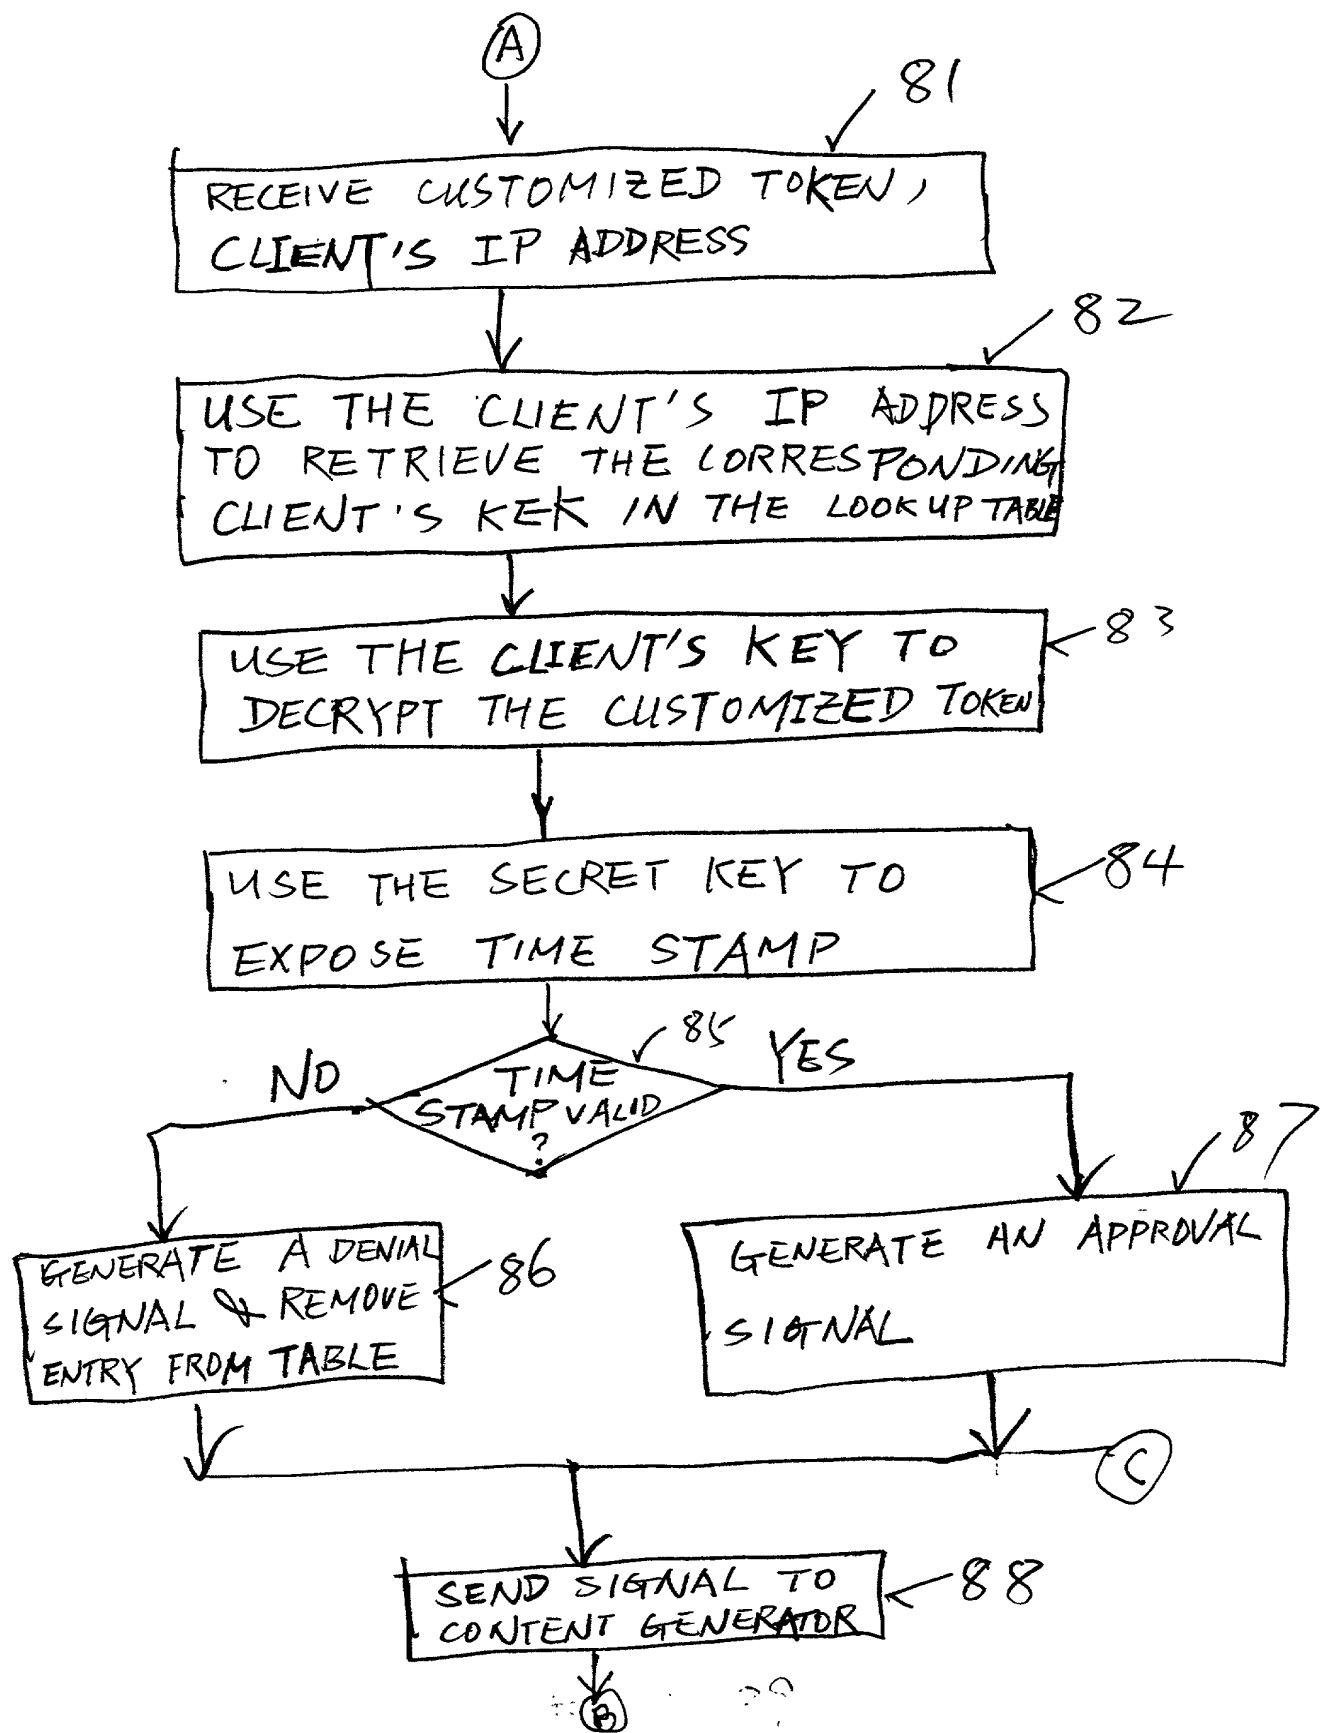 A
81
RECEIVE CUSTOMIZED TOKEN,
CLIENT'S IP ADDRESS
82
USE THE CLIENT'S IP ADDRESS
TO RETRIEVE THE CORRESPONDING
CLIENT'S KEK IN THE LOOKUP TABLE
83
USE THE CLIENT'S KEY TO
DECRYPT THE CUSTOMIZED TOKEN
84
USE THE SECRET KEY TO
EXPOSE TIME STAMP
85
NO
YES
TIME
STAMP VALID
?
87
GENERATE A DENIAL
SIGNAL & REMOVE
ENTRY FROM TABLE
86
GENERATE AN APPROVAL
SIGNAL
C
SEND SIGNAL TO
CONTENT GENERATOR
88
B